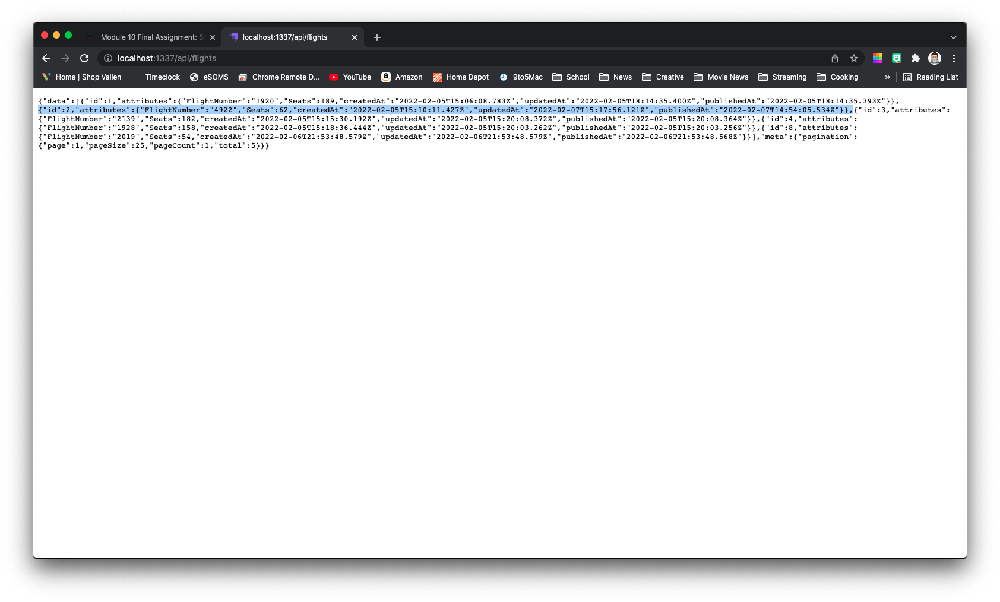 Module 10 Final Assignment: S
localhost:1337/api/flights
localhost:1337/api/flights
Home | Shop Vallen
Timeclock
eSOMS
Chrome Remote D...
YouTube
Amazon
Home Depot
9to5Mac
School
News
Creative
Movie News
Streaming
Cooking
»
Reading List
{"data":[{"id":1,"attributes":{"FlightNumber":"1920","Seats":189,"createdAt":"2022-02-05T15:06:08.783Z","updatedAt":"2022-02-05T18:14:35.400Z","publishedAt":"2022-02-05T18:14:35.393Z"}},
{"id":2,"attributes":{"FlightNumber":"4922","Seats":62,"createdAt":"2022-02-05T15:10:11.427Z","updatedAt":"2022-02-07T15:17:56.121Z","publishedAt":"2022-02-07T14:54:05.534Z"}},{"id":3,"attributes":
{"FlightNumber":"2139","Seats":182,"createdAt":"2022-02-05T15:15:30.192Z","updatedAt":"2022-02-05T15:20:08.372Z","publishedAt":"2022-02-05T15:20:08.364Z"}},{"id":4,"attributes":
{"FlightNumber":"1928","Seats":158,"createdAt":"2022-02-05T15:18:36.444Z","updatedAt":"2022-02-05T15:20:03.262Z","publishedAt":"2022-02-05T15:20:03.256Z"}},{"id":8,"attributes":
{"FlightNumber":"2019","Seats":54,"createdAt":"2022-02-06T21:53:48.579Z","updatedAt":"2022-02-06T21:53:48.579Z","publishedAt":"2022-02-06T21:53:48.568Z"}}],"meta":{"pagination":
{"page":1,"pageSize":25,"pageCount":1,"total":5}}}